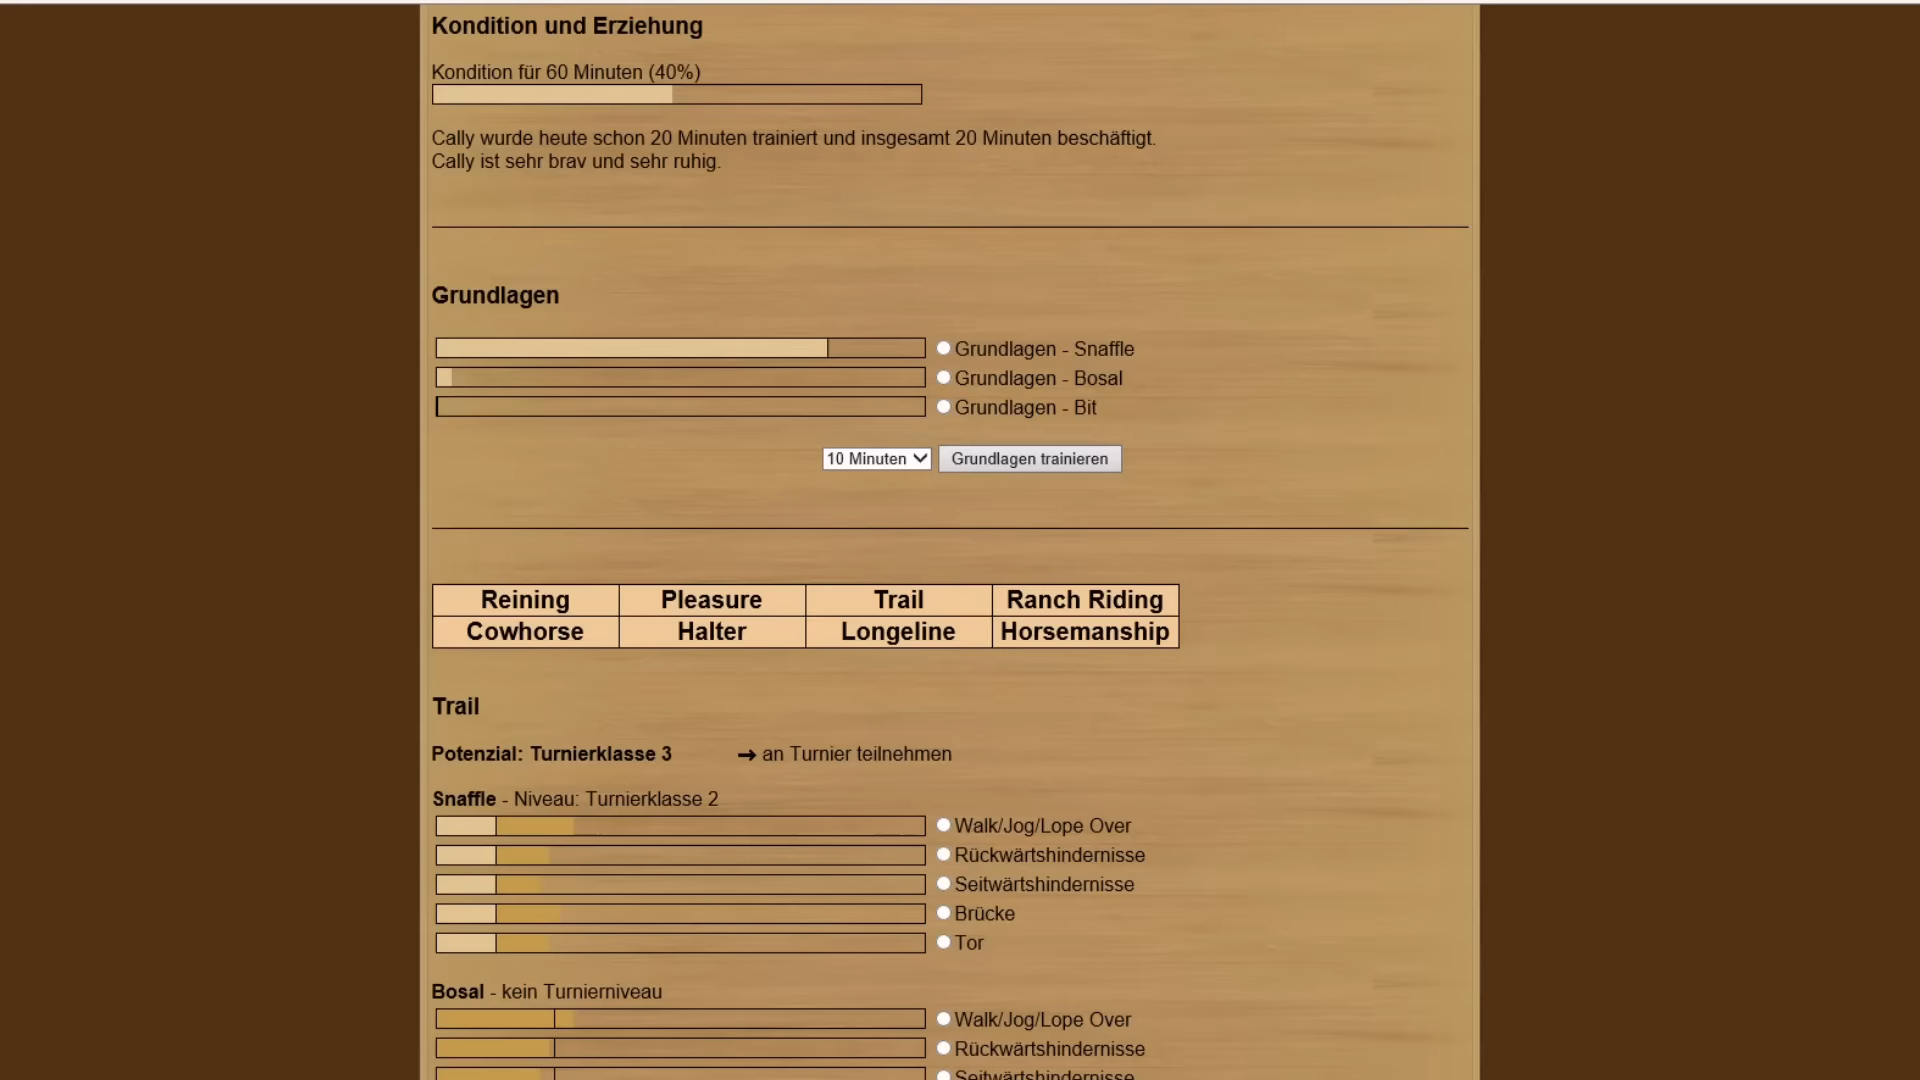 Kondition und Erziehung
Kondition für 60 Minuten (40%)
Cally wurde heute schon 20 Minuten trainiert und insgesamt 20 Minuten beschäftigt.
Cally ist sehr brav und sehr ruhig.
Grundlagen
Grundlagen - Snaffle
Grundlagen - Bosal
Grundlagen - Bit
10 Minuten Grundlagen trainieren
Reining Pleasure Trail Ranch Riding
Cowhorse Halter Longeline Horsemanship
Trail
Potenzial: Turnierklasse 3 → an Turnier teilnehmen
Snaffle - Niveau: Turnierklasse 2
Walk/Jog/Lope Over
Rückwärtshindernisse
Seitwärtshindernisse
Brücke
Tor
Bosal - kein Turnierniveau
Walk/Jog/Lope Over
Rückwärtshindernisse
Seitwärtshindernisse